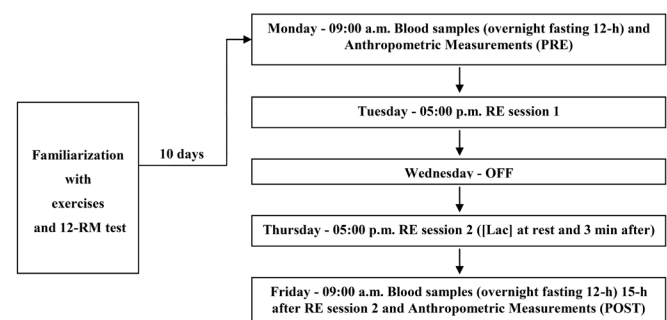 Monday - 09:00 a.m. Blood samples (overnight fasting 12-h) and
Anthropometric Measurements (PRE)
Tuesday - 05:00 p.m. RE session 1
Familiarization
with
exercises
and 12-RM test
10 days
Wednesday - OFF
Thursday - 05:00 p.m. RE session 2 ([Lac] at rest and 3 min after)
Friday - 09:00 a.m. Blood samples (overnight fasting 12-h) 15-h
after RE session 2 and Anthropometric Measurements (POST)